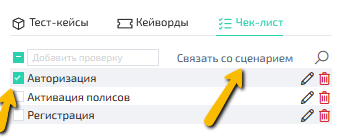 Тест-кейсы Кейворды Чек-лист
Добавить проверку Связать со сценарием
Авторизация
Активация полисов
Регистрация